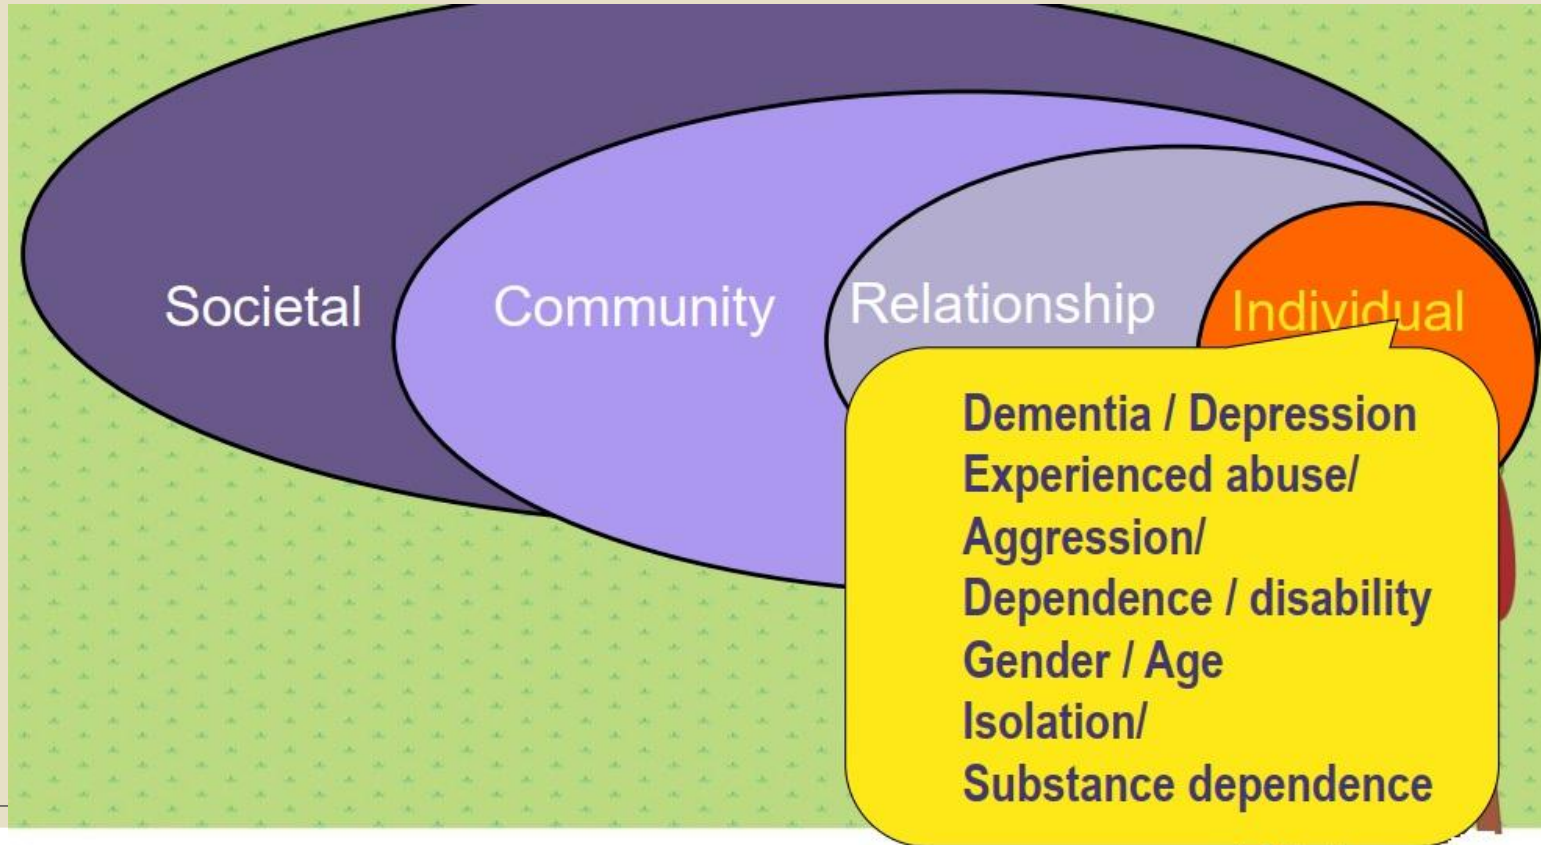 Societal
Community
Relationship
Individual
Dementia / Depression
Experienced abuse/
Aggression/
Dependence / disability
Gender / Age
Isolation/
Substance dependence